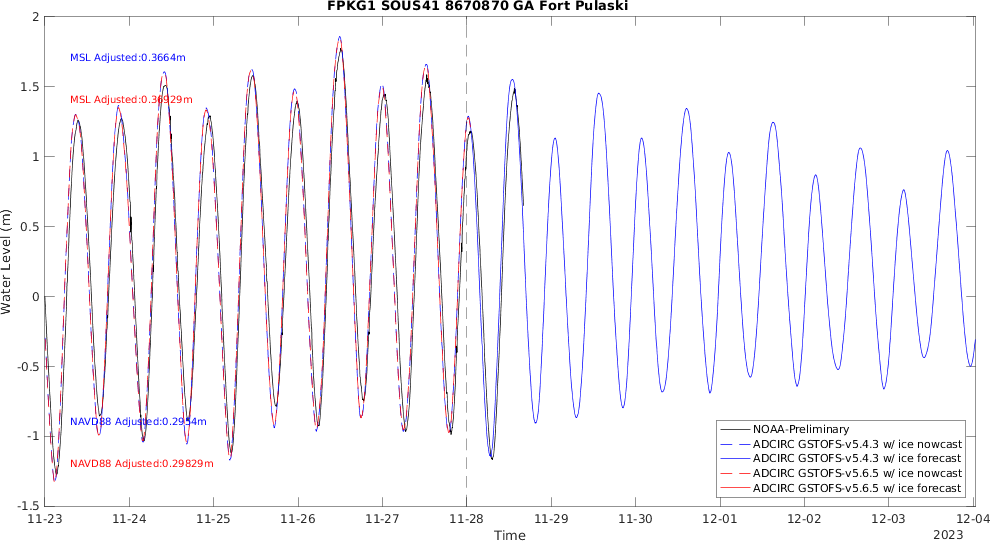 FPKG1 SOUS41 8670870 GA Fort Pulaski
2
1.5
1
0.5
0
-0.5
-1
-1.5
Water Level (m)
MSL Adjusted:0.3664m
MSL Adjusted:0.36929m
NAVD88 Adjusted:0.2954m
NAVD88 Adjusted:0.29829m
NOAA-Preliminary
ADCIRC GSTOFS-v5.4.3 w/ ice nowcast
ADCIRC GSTOFS-v5.4.3 w/ ice forecast
ADCIRC GSTOFS-v5.6.5 w/ ice nowcast
ADCIRC GSTOFS-v5.6.5 w/ ice forecast
11-23 11-24 11-25 11-26 11-27 11-28 11-29 11-30 12-01 12-02 12-03 12-04
Time
2023